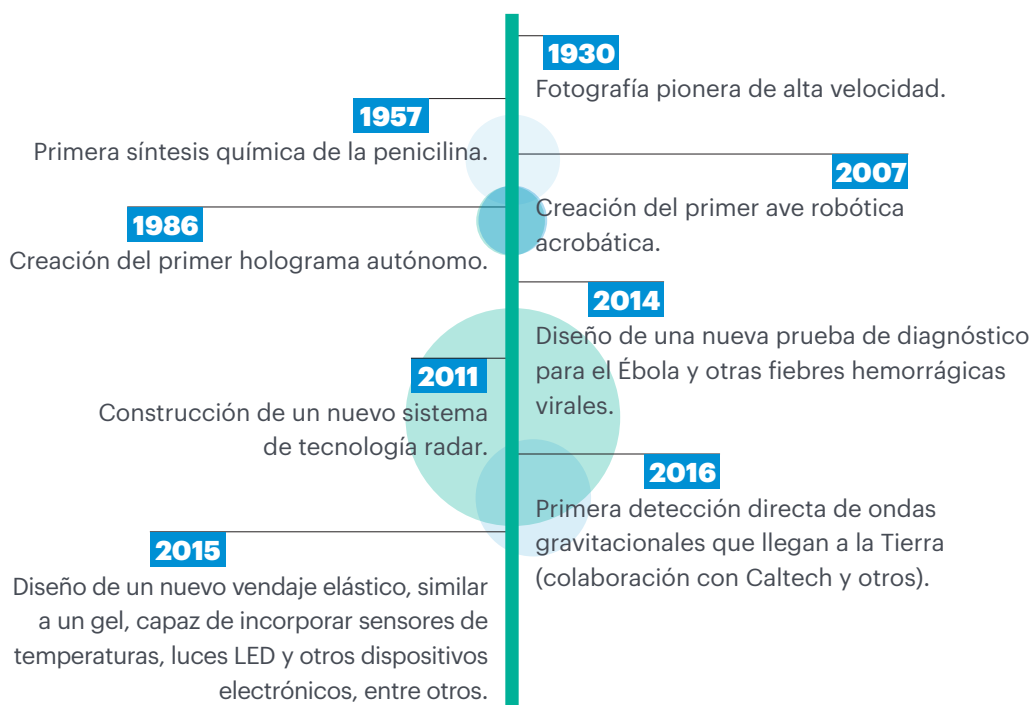 1930
Fotografía pionera de alta velocidad.
1957
Primera síntesis química de la penicilina.
2007
Creación del primer ave robótica
acrobática.
1986
Creación del primer holograma autónomo.
2014
Diseño de una nueva prueba de diagnóstico
para el Ébola y otras fiebres hemorrágicas
virales.
2011
Construcción de un nuevo sistema
de tecnología radar.
2016
Primera detección directa de ondas
gravitacionales que llegan a la Tierra
(colaboración con Caltech y otros).
2015
Diseño de un nuevo vendaje elástico, similar
a un gel, capaz de incorporar sensores de
temperaturas, luces LED y otros dispositivos
electrónicos, entre otros.